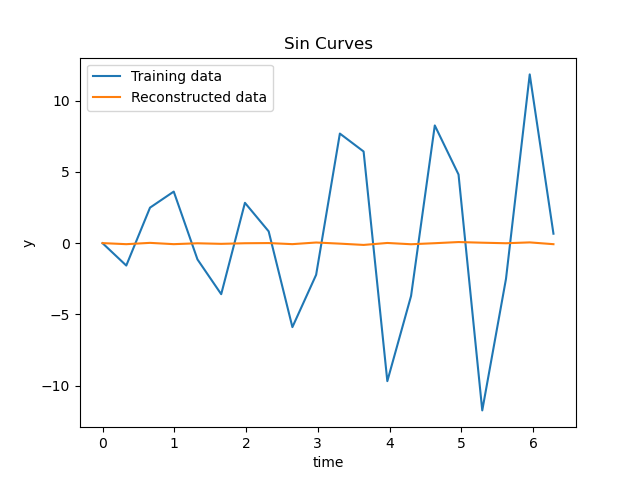 Sin Curves
Training data
Reconstructed data
10
5
0
−5
−10
y
0 1 2 3 4 5 6
time